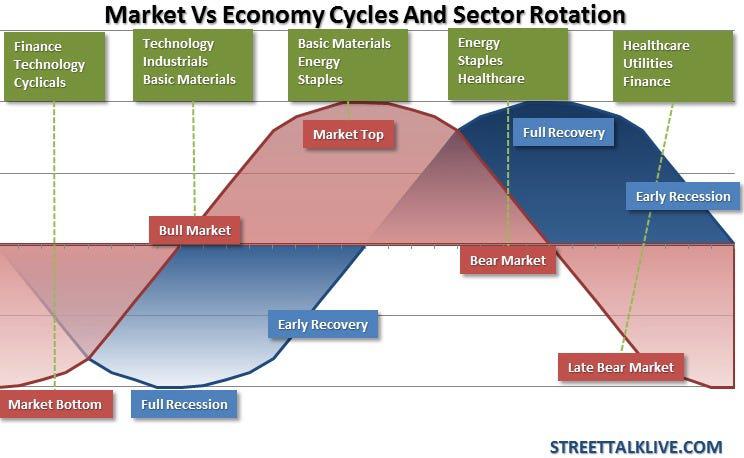 Market Vs Economy Cycles And Sector Rotation
Finance
Technology
Cyclicals
Technology
Industrials
Basic Materials
Basic Materials
Energy
Staples
Energy
Staples
Healthcare
Healthcare
Utilities
Finance
Market Top
Full Recovery
Early Recession
Bull Market
Bear Market
Early Recovery
Late Bear Market
Market Bottom
Full Recession
STREETTALKLIVE.COM